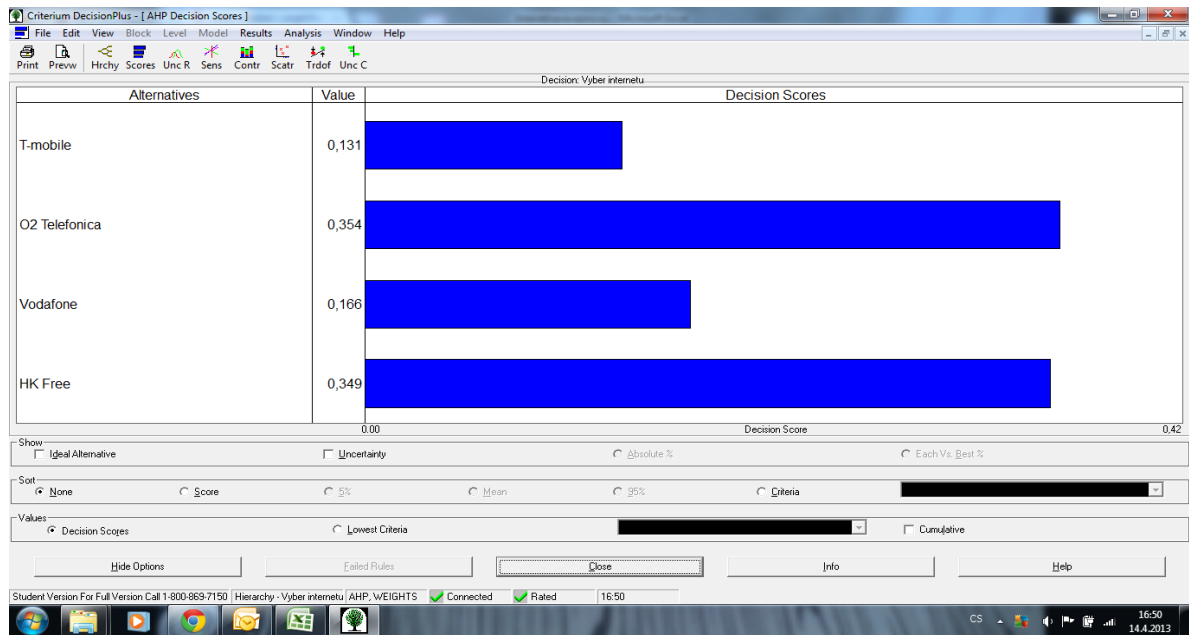 Criterium DecisionPlus - [ AHP Decision Scores ]
File Edit View Block Level Model Results Analysis Window Help
Print Prevw Hrchy Scores Unc R Sens Contr Scatr Trdof Unc C
Decision: Vyber internetu
Alternatives Value Decision Scores
T-mobile 0,131
O2 Telefonica 0,354
Vodafone 0,166
HK Free 0,349
0.00 Decision Score 0,42
Show
Ideal Alternative Uncertainty Absolute % Each Vs. Best %
Sort
None Score 5% Mean 95% Criteria
Values
Decision Scores Lowest Criteria Cumulative
Hide Options Failed Rules Close Info Help
Student Version For Full Version Call 1-800-869-7150 Hierarchy - Vyber internetu AHP, WEIGHTS Connected Rated 16:50
CS 16:50
14.4.2013